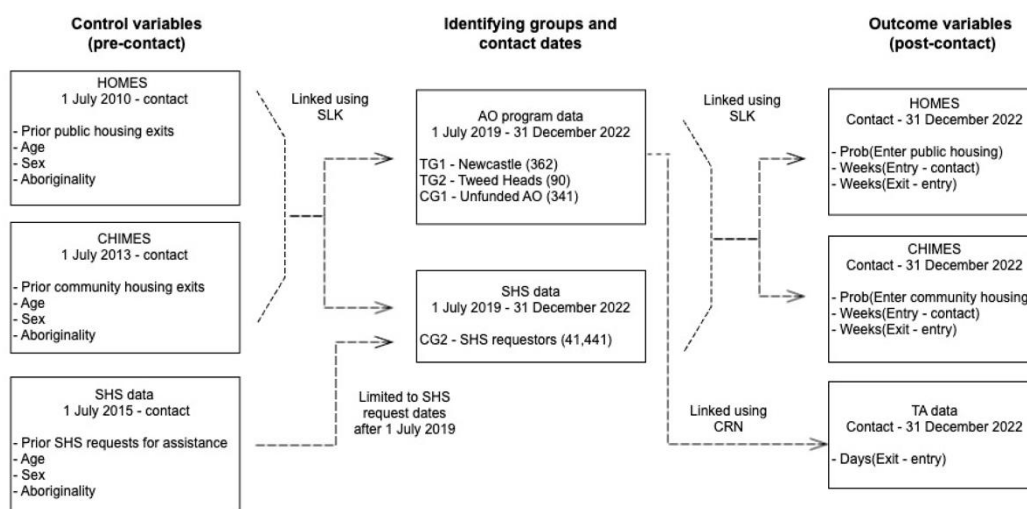 Control variables
(pre-contact)
HOMES
1 July 2010 - contact
- Prior public housing exits
- Age
- Sex
- Aboriginality
CHIMES
1 July 2013 - contact
- Prior community housing exits
- Age
- Sex
- Aboriginality
SHS data
1 July 2015 - contact
- Prior SHS requests for assistance
- Age
- Sex
- Aboriginality
Linked using
SLK
Limited to SHS
request dates
after 1 July 2019
Identifying groups and
contact dates
AO program data
1 July 2019 - 31 December 2022
TG1 - Newcastle (362)
TG2 - Tweed Heads (90)
CG1 - Unfunded AO (341)
SHS data
1 July 2019 - 31 December 2022
CG2 - SHS requestors (41,441)
Linked using
SLK
Linked using
CRN
Outcome variables
(post-contact)
HOMES
Contact - 31 December 2022
- Prob(Enter public housing)
- Weeks(Entry - contact)
- Weeks(Exit - entry)
CHIMES
Contact - 31 December 2022
- Prob(Enter community housing
- Weeks(Entry - contact)
- Weeks(Exit - entry)
TA data
Contact - 31 December 2022
- Days(Exit - entry)